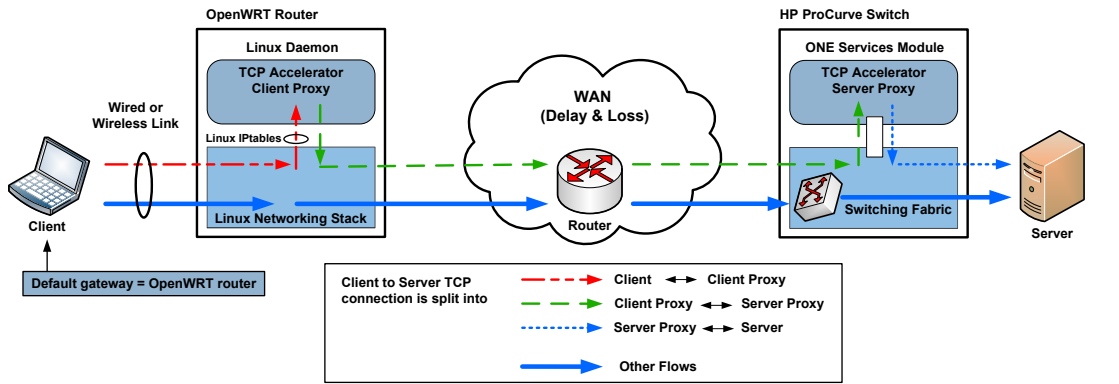 OpenWRT Router
HP ProCurve Switch
Linux Daemon
ONE Services Module
TCP Accelerator
Client Proxy
TCP Accelerator
Server Proxy
WAN
(Delay & Loss)
Wired or
Wireless Link
Linux IPtables
Linux Networking Stack
Router
Switching Fabric
Client
Server
Default gateway = OpenWRT router
Client to Server TCP
connection is split into
Client Client Proxy
Client Proxy Server Proxy
Server Proxy Server
Other Flows